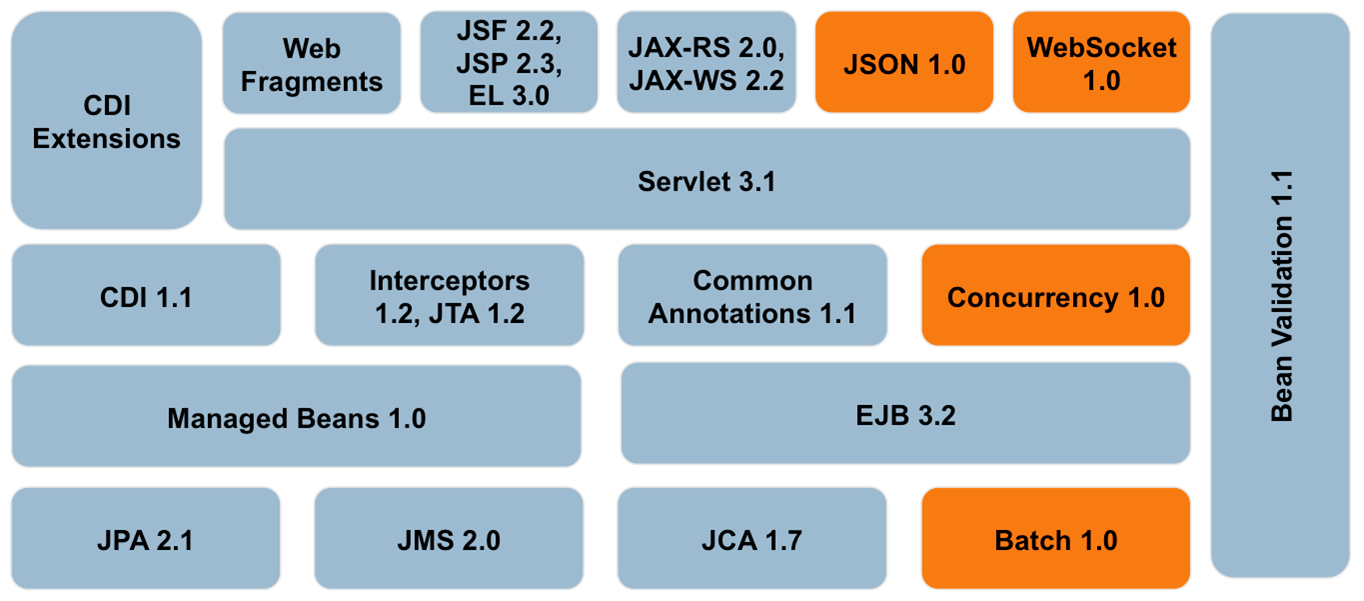 CDI
Extensions
Web
Fragments
JSF 2.2,
JSP 2.3,
EL 3.0
JAX-RS 2.0,
JAX-WS 2.2
JSON 1.0
WebSocket
1.0
Servlet 3.1
Bean Validation 1.1
CDI 1.1
Interceptors
1.2, JTA 1.2
Common
Annotations 1.1
Concurrency 1.0
Managed Beans 1.0
EJB 3.2
JPA 2.1
JMS 2.0
JCA 1.7
Batch 1.0